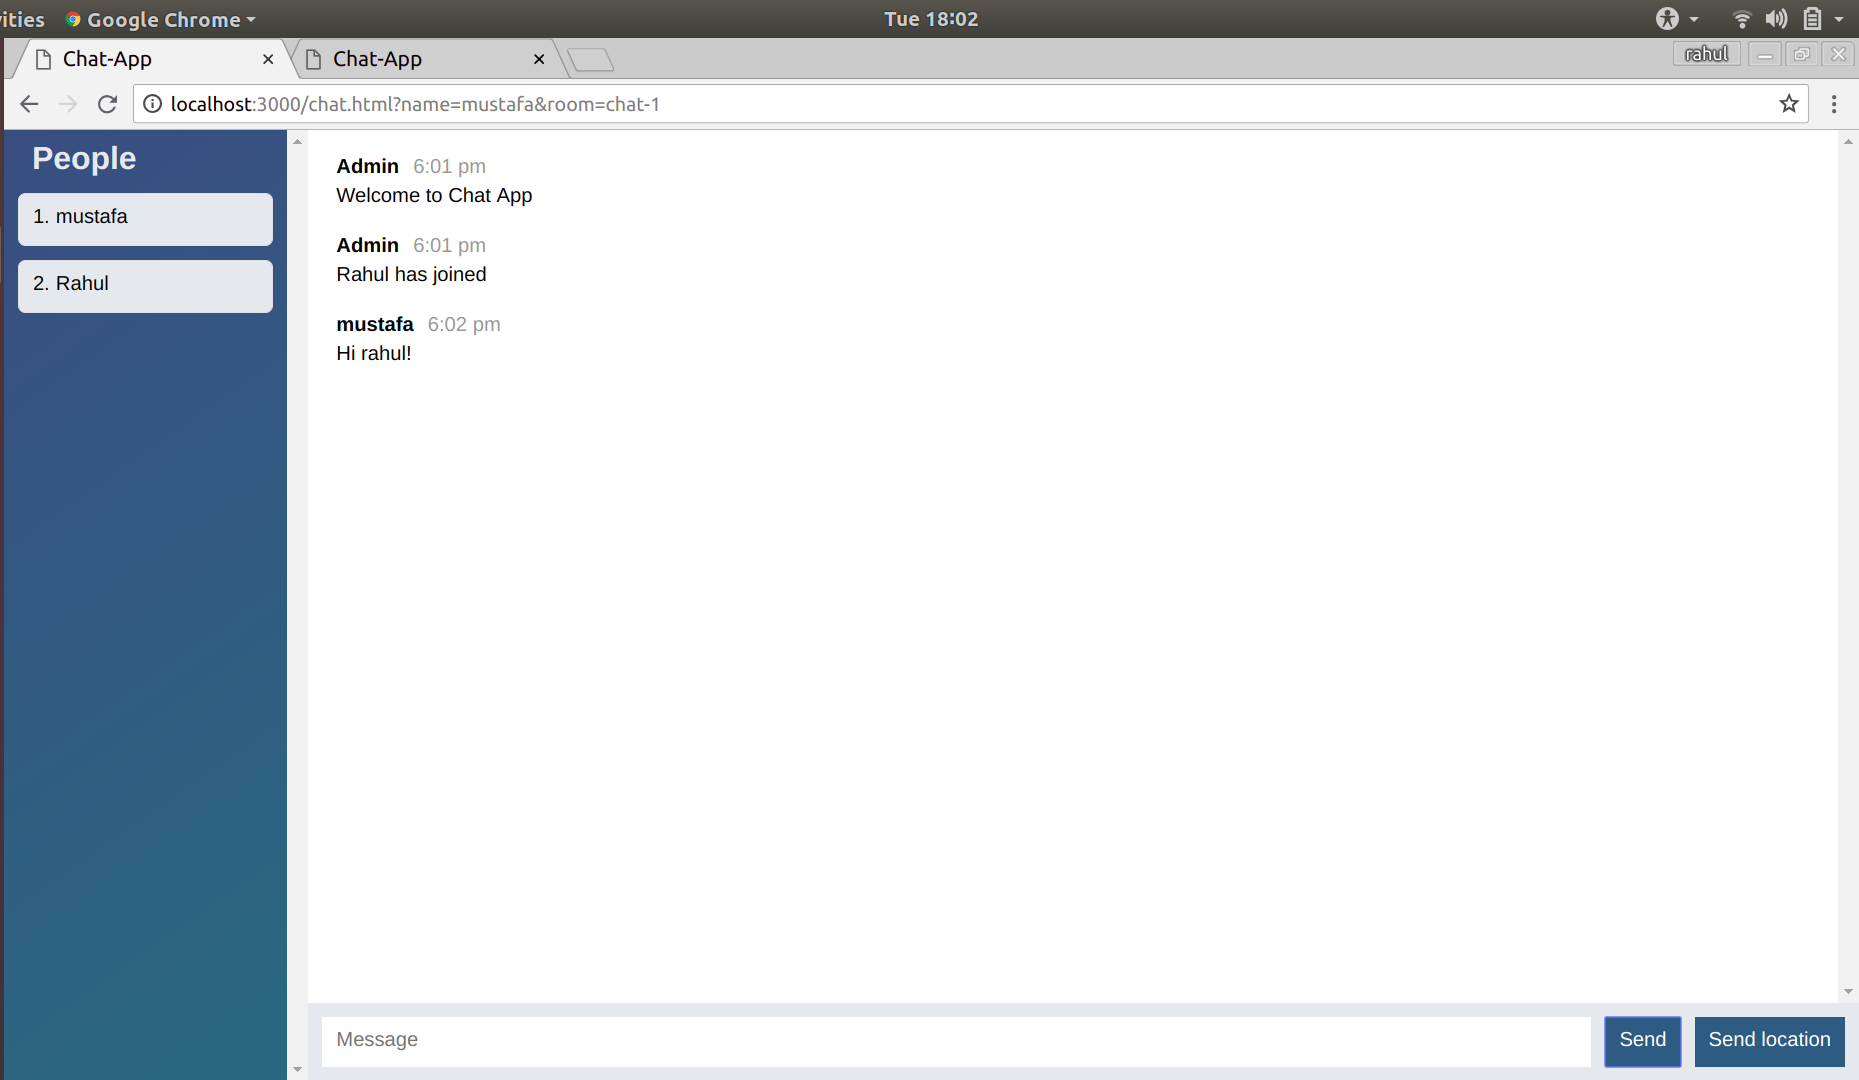 ities Google Chrome Tue 18:02
Chat-App Chat-App rahul
localhost:3000/chat.html?name=mustafa&room=chat-1
People
1. mustafa
2. Rahul
Admin 6:01 pm
Welcome to Chat App
Admin 6:01 pm
Rahul has joined
mustafa 6:02 pm
Hi rahul!
Message Send Send location